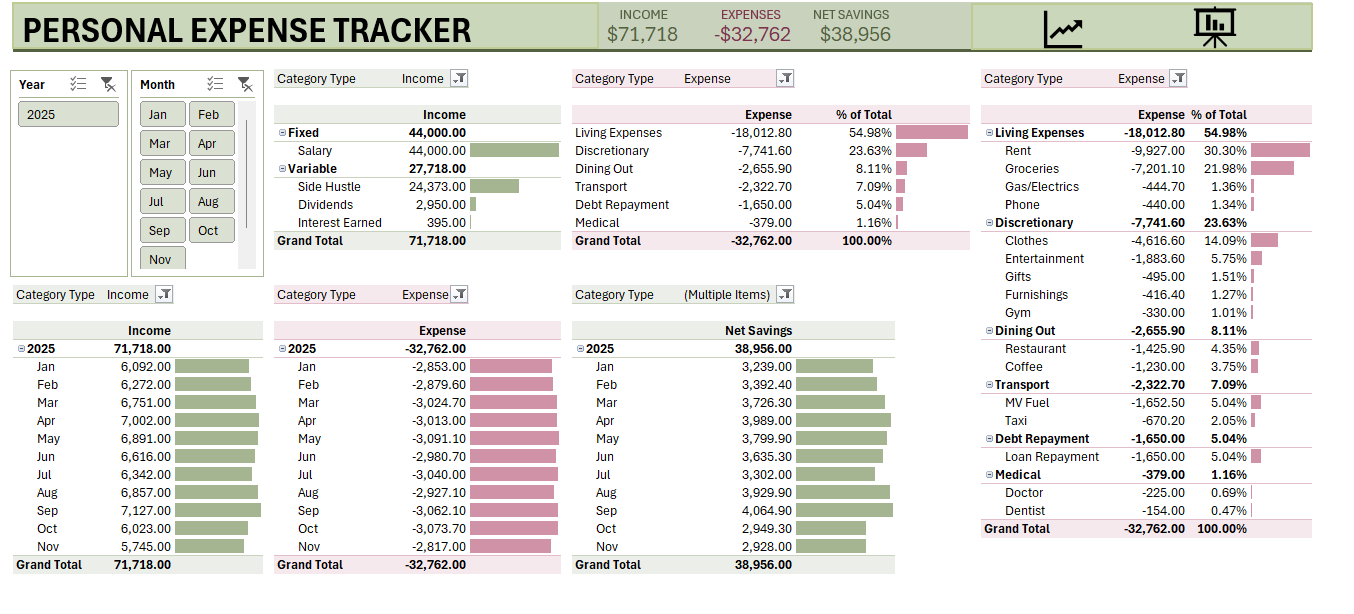 PERSONAL EXPENSE TRACKER
INCOME EXPENSES NET SAVINGS
$71,718 -$32,762 $38,956
Year
2025
Month
Jan Feb
Mar Apr
May Jun
Jul Aug
Sep Oct
Nov
Category Type Income
Income
Fixed 44,000.00
Salary 44,000.00
Variable 27,718.00
Side Hustle 24,373.00
Dividends 2,950.00
Interest Earned 395.00
Grand Total 71,718.00
Category Type Expense
Expense % of Total
Living Expenses -18,012.80 54.98%
Discretionary -7,741.60 23.63%
Dining Out -2,655.90 8.11%
Transport -2,322.70 7.09%
Debt Repayment -1,650.00 5.04%
Medical -379.00 1.16%
Grand Total -32,762.00 100.00%
Category Type Expense
Expense % of Total
Living Expenses -18,012.80 54.98%
Rent -9,927.00 30.30%
Groceries -7,201.10 21.98%
Gas/Electrics -444.70 1.36%
Phone -440.00 1.34%
Discretionary -7,741.60 23.63%
Clothes -4,616.60 14.09%
Entertainment -1,883.60 5.75%
Gifts -495.00 1.51%
Furnishings -416.40 1.27%
Gym -330.00 1.01%
Dining Out -2,655.90 8.11%
Restaurant -1,425.90 4.35%
Coffee -1,230.00 3.75%
Transport -2,322.70 7.09%
MV Fuel -1,652.50 5.04%
Taxi -670.20 2.05%
Debt Repayment -1,650.00 5.04%
Loan Repayment -1,650.00 5.04%
Medical -379.00 1.16%
Doctor -225.00 0.69%
Dentist -154.00 0.47%
Grand Total -32,762.00 100.00%
Category Type Income
Income
2025 71,718.00
Jan 6,092.00
Feb 6,272.00
Mar 6,751.00
Apr 7,002.00
May 6,891.00
Jun 6,616.00
Jul 6,342.00
Aug 6,857.00
Sep 7,127.00
Oct 6,023.00
Nov 5,745.00
Grand Total 71,718.00
Category Type Expense
Expense
2025 -32,762.00
Jan -2,853.00
Feb -2,879.60
Mar -3,024.70
Apr -3,013.00
May -3,091.10
Jun -2,980.70
Jul -3,040.00
Aug -2,927.10
Sep -3,062.10
Oct -3,073.70
Nov -2,817.00
Grand Total -32,762.00
Category Type (Multiple Items)
Net Savings
2025 38,956.00
Jan 3,239.00
Feb 3,392.40
Mar 3,726.30
Apr 3,989.00
May 3,799.90
Jun 3,635.30
Jul 3,302.00
Aug 3,929.90
Sep 4,064.90
Oct 2,949.30
Nov 2,928.00
Grand Total 38,956.00